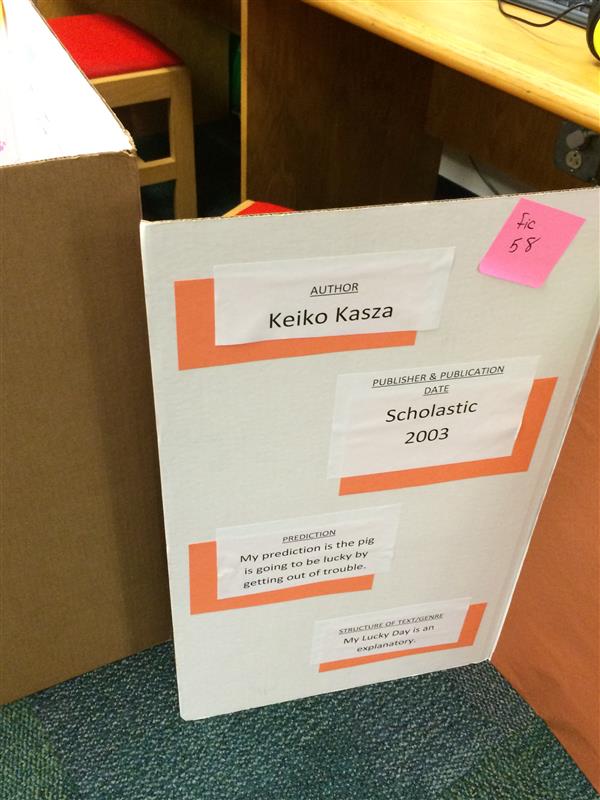 fic
58
AUTHOR
Keiko Kasza
PUBLISHER & PUBLICATION
DATE
Scholastic
2003
PREDICTION
My prediction is the pig
is going to be lucky by
getting out of trouble.
STRUCTURE OF TEXT/GENRE
My Lucky Day is an
explanatory.